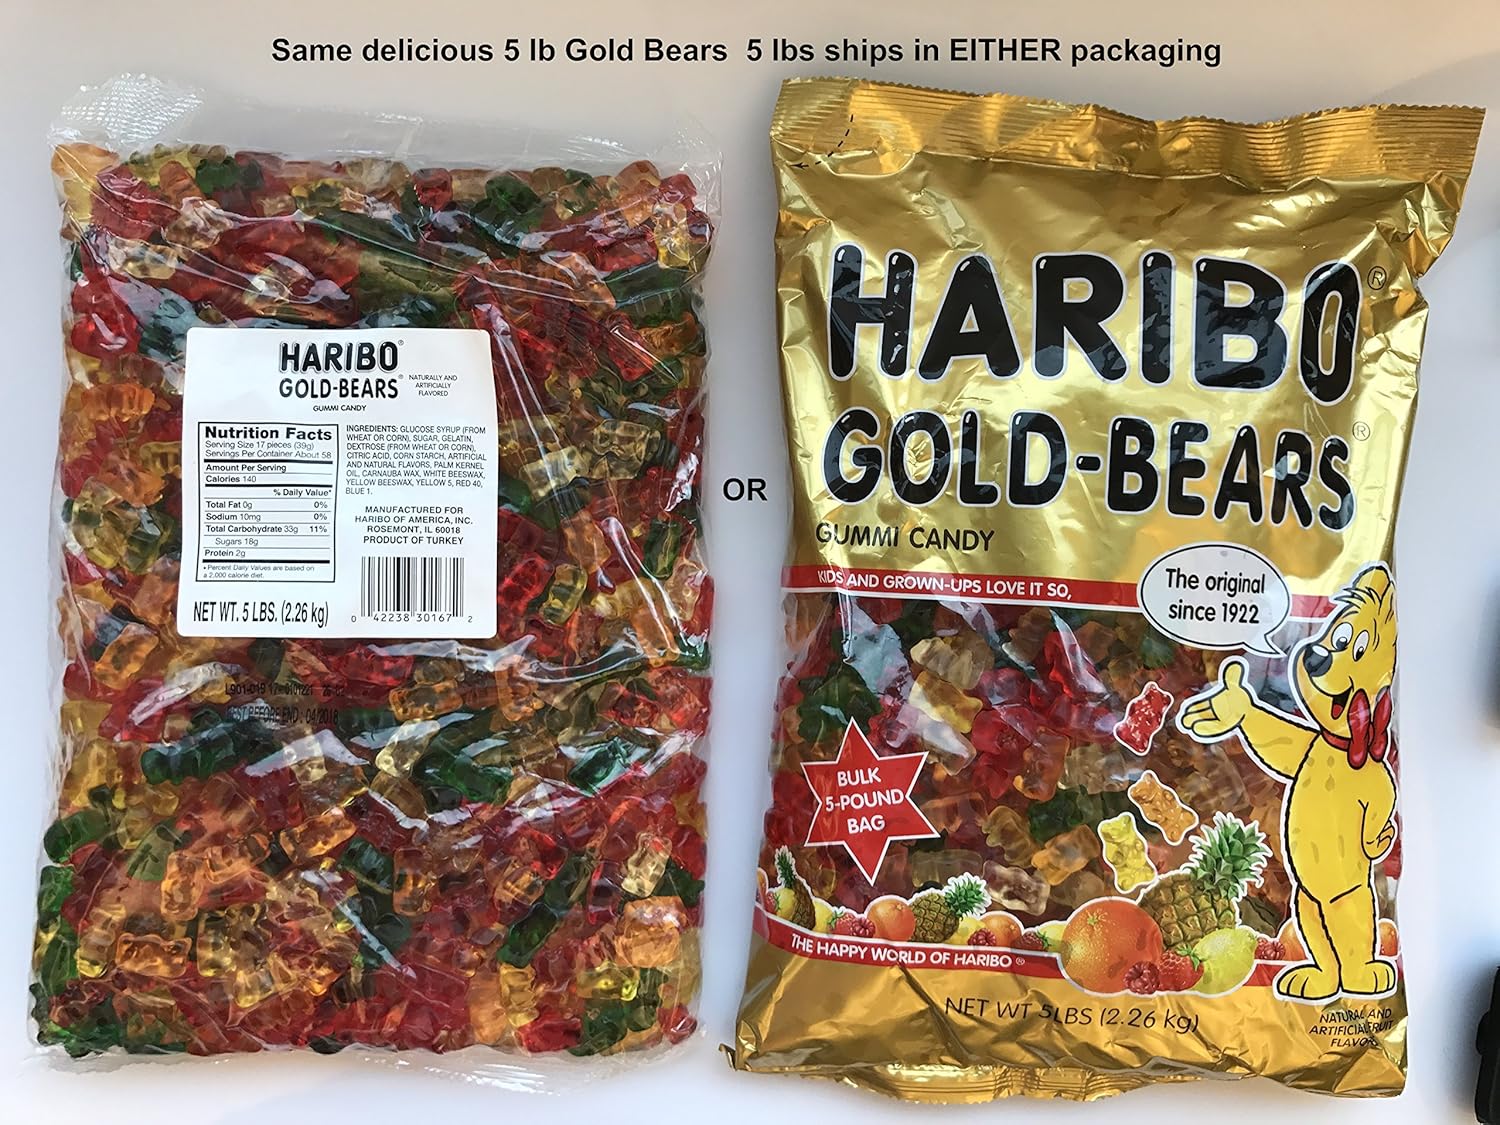 Same delicious 5 lb Gold Bears  5 lbs ships in EITHER packaging
HARIBO®
GOLD-BEARS®
NATURALLY AND
ARTIFICIALLY
FLAVORED
GUMMI CANDY
Nutrition Facts
Serving Size 17 pieces (39g)
Servings Per Container About 58
Amount Per Serving
Calories 140
% Daily Value*
Total Fat 0g 0%
Sodium 10mg 0%
Total Carbohydrate 33g 11%
Sugars 18g
Protein 2g
• Percent Daily Values are based on
a 2,000 calorie diet.
INGREDIENTS: GLUCOSE SYRUP (FROM
WHEAT OR CORN), SUGAR, GELATIN,
DEXTROSE (FROM WHEAT OR CORN),
CITRIC ACID, CORN STARCH, ARTIFICIAL
AND NATURAL FLAVORS, PALM KERNEL
OIL, CARNAUBA WAX, WHITE BEESWAX,
YELLOW BEESWAX, YELLOW 5, RED 40,
BLUE 1.
MANUFACTURED FOR
HARIBO OF AMERICA, INC.
ROSEMONT, IL 60018
PRODUCT OF TURKEY
NET WT. 5 LBS. (2.26 kg)
0 42238 30167 2
BEST BEFORE END: 04/2018
OR
HARIBO®
GOLD-BEARS®
GUMMI CANDY
KIDS AND GROWN-UPS LOVE IT SO,
The original
since 1922
BULK
5-POUND
BAG
THE HAPPY WORLD OF HARIBO®
NET WT 5LBS (2.26 kg)
NATURAL AND
ARTIFICIAL FRUIT
FLAVORS